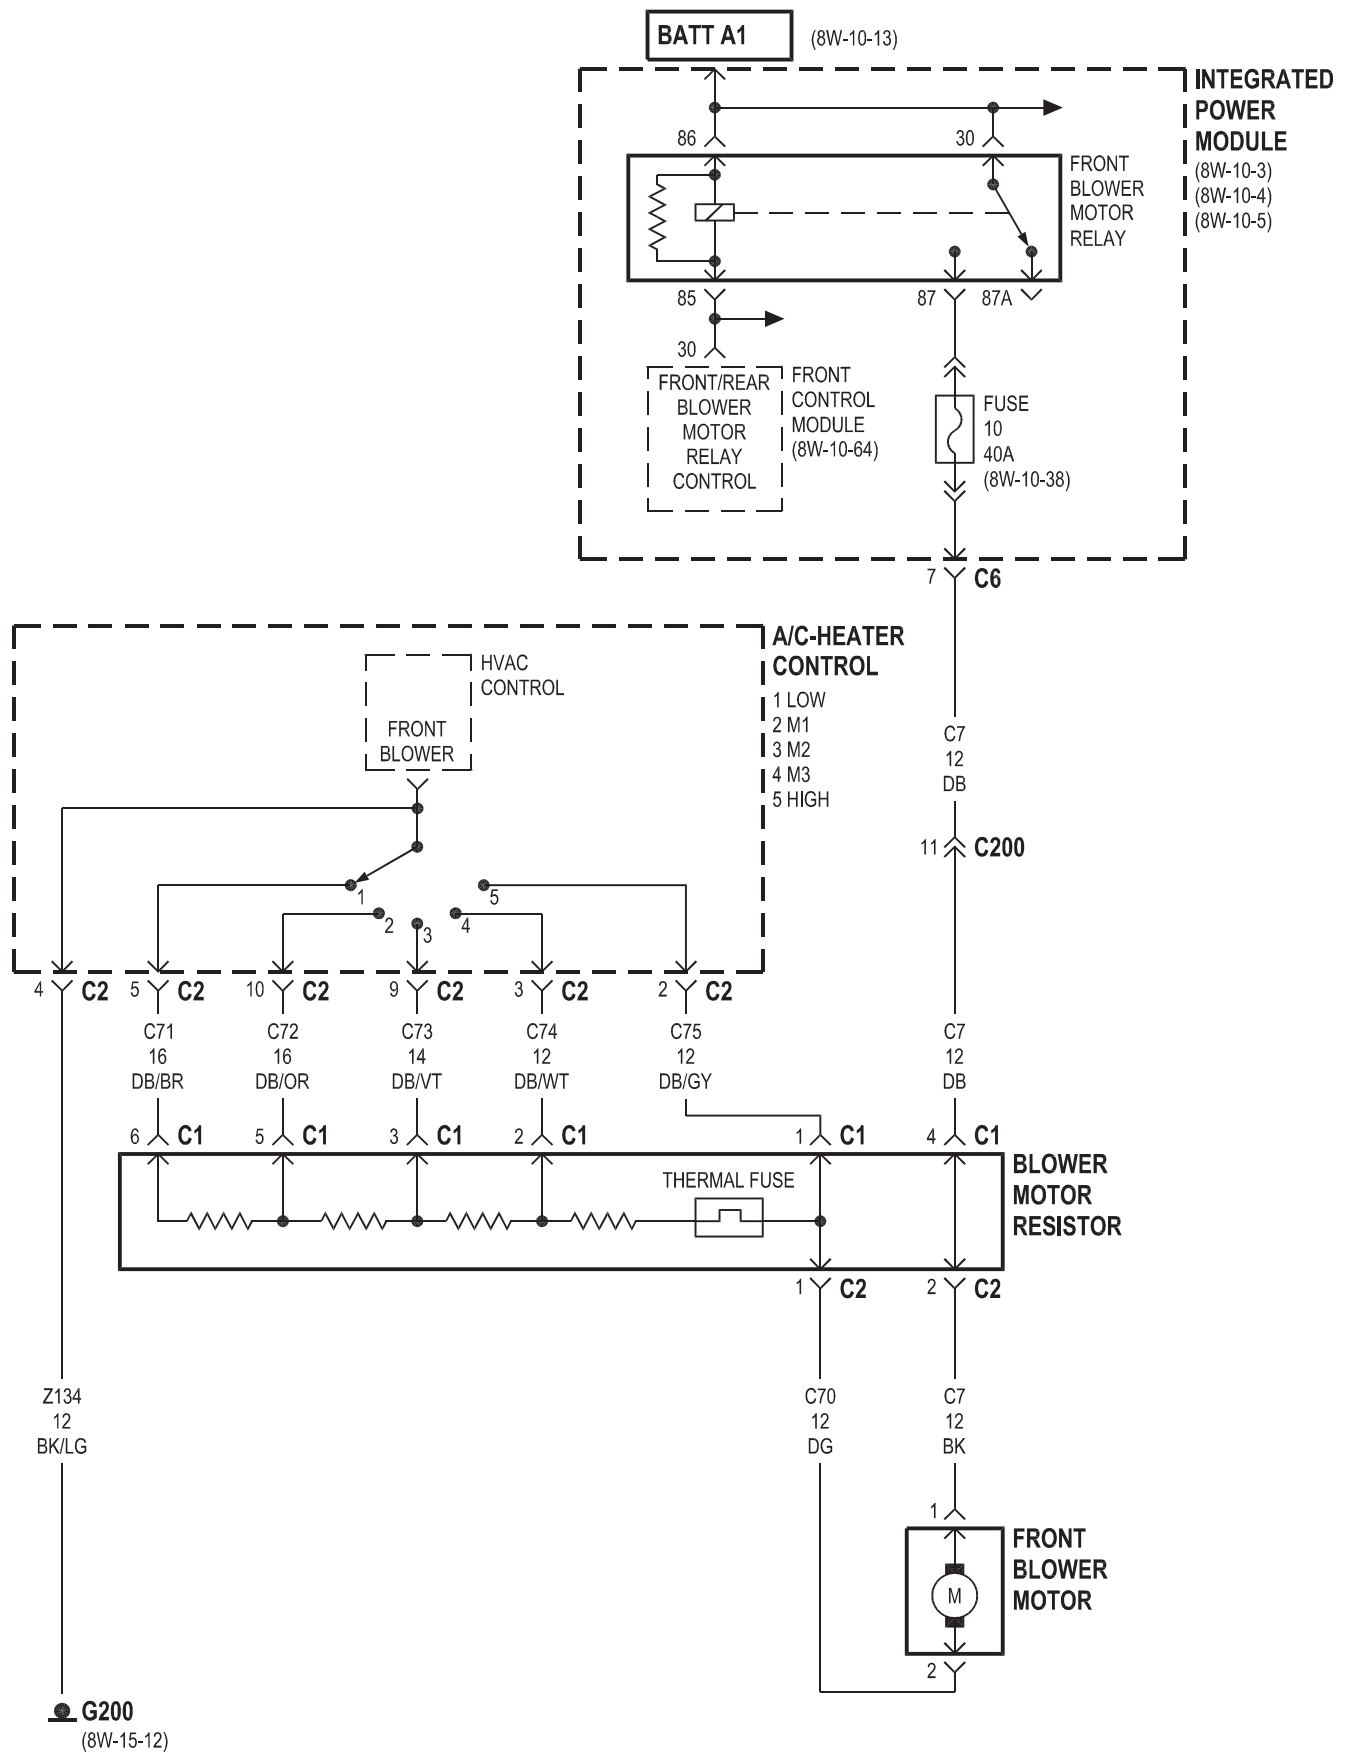 BATT A1
(8W-10-13)
INTEGRATED
POWER
MODULE
(8W-10-3)
(8W-10-4)
(8W-10-5)
86
30
FRONT
BLOWER
MOTOR
RELAY
85
87
87A
30
FRONT/REAR
BLOWER
MOTOR
RELAY
CONTROL
FRONT
CONTROL
MODULE
(8W-10-64)
FUSE
10
40A
(8W-10-38)
7
C6
A/C-HEATER
CONTROL
1 LOW
2 M1
3 M2
4 M3
5 HIGH
HVAC
CONTROL
FRONT
BLOWER
C7
12
DB
11
C200
1
2
3
4
5
4
C2
5
C2
10
C2
9
C2
3
C2
2
C2
C71
16
DB/BR
C72
16
DB/OR
C73
14
DB/VT
C74
12
DB/WT
C75
12
DB/GY
C7
12
DB
6
C1
5
C1
3
C1
2
C1
1
C1
4
C1
THERMAL FUSE
BLOWER
MOTOR
RESISTOR
1
C2
2
C2
Z134
12
BK/LG
C70
12
DG
C7
12
BK
1
FRONT
BLOWER
MOTOR
M
2
G200
(8W-15-12)